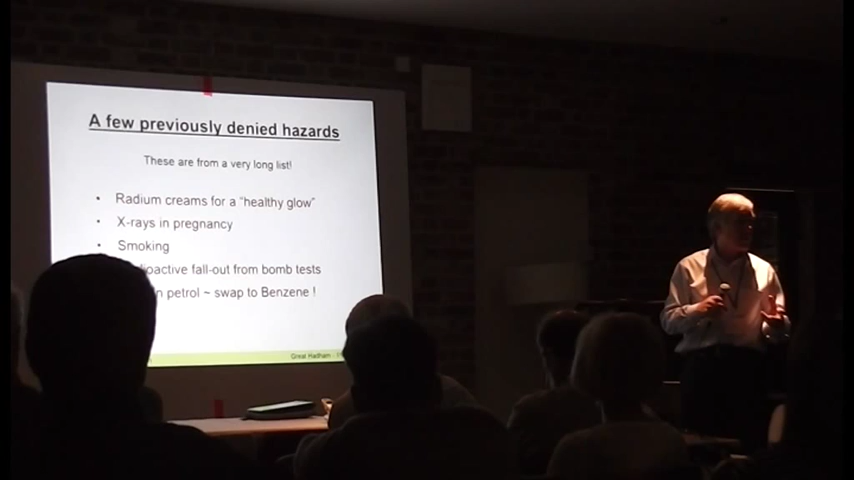 A few previously denied hazards
These are from a very long list!
• Radium creams for a "healthy glow"
• X-rays in pregnancy
• Smoking
fall-out from bomb tests
petrol ~ swap to Benzene !
Great Hadham